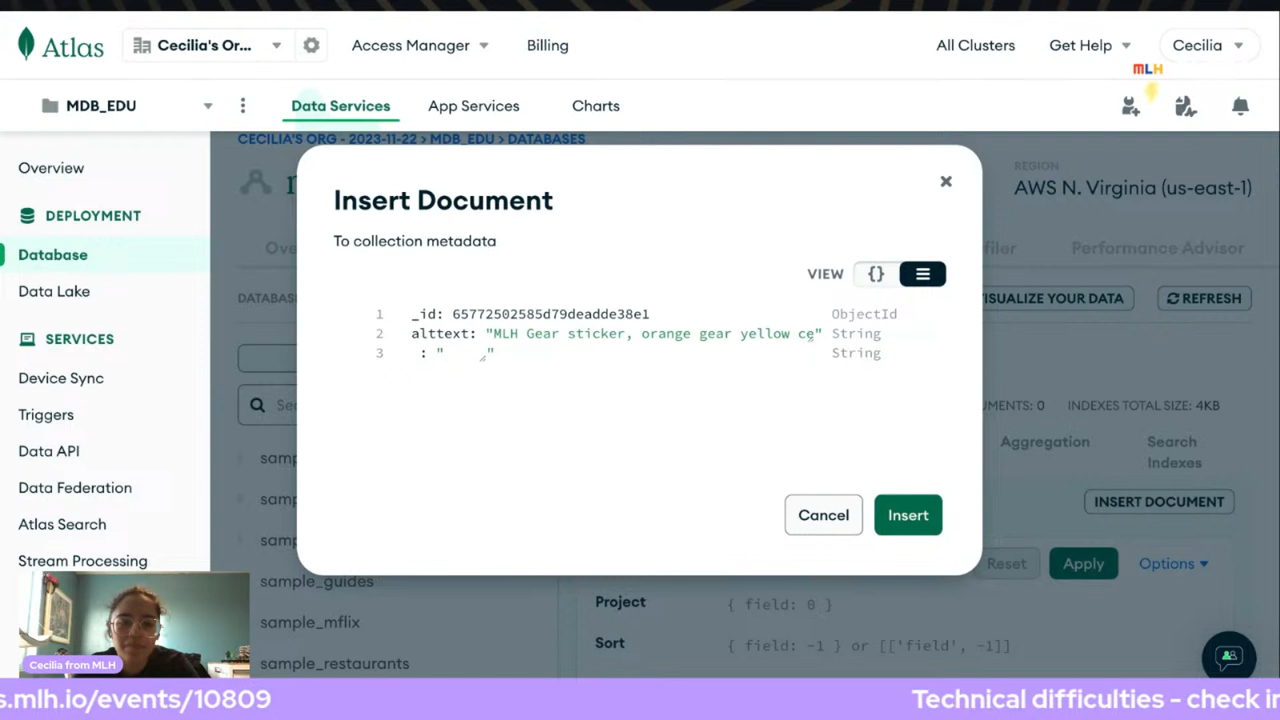 Atlas
Cecilia's Or...
Access Manager
Billing
All Clusters
Get Help
Cecilia
MLH
MDB_EDU
Data Services
App Services
Charts
CECILIA'S ORG - 2023-11-22 > MDB_EDU > DATABASES
Overview
DEPLOYMENT
Database
Data Lake
SERVICES
Device Sync
Triggers
Data API
Data Federation
Atlas Search
Stream Processing
REGION
AWS N. Virginia (us-east-1)
Performance Advisor
VISUALIZE YOUR DATA
REFRESH
Insert Document
To collection metadata
VIEW
{}
1 _id: 65772502585d79deadde38e1 ObjectId
2 alttext: "MLH Gear sticker, orange gear yellow ce" String
3 : " " String
Cancel
Insert
INDEXES TOTAL SIZE: 4KB
Aggregation
Search
Indexes
INSERT DOCUMENT
Reset
Apply
Options
sample_guides
sample_mflix
sample_restaurants
Project
{ field: 0 }
Sort
{ field: -1 } or [['field', -1]]
Cecilia from MLH
s.mlh.io/events/10809
Technical difficulties - check in